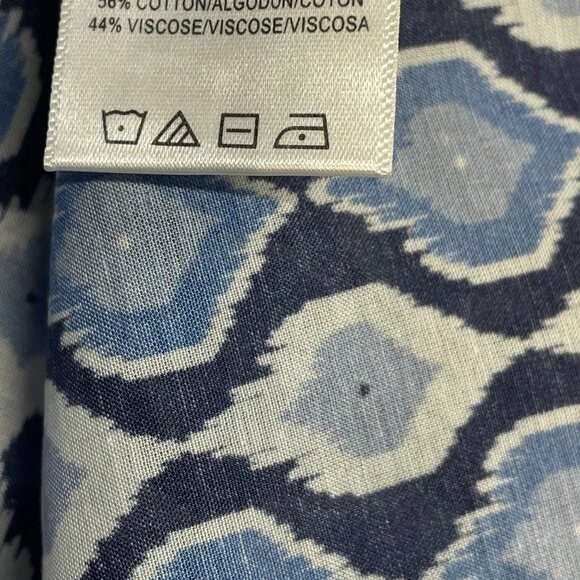 56% COTTON/ALGODON/COTON
44% VISCOSE/VISCOSE/VISCOSA